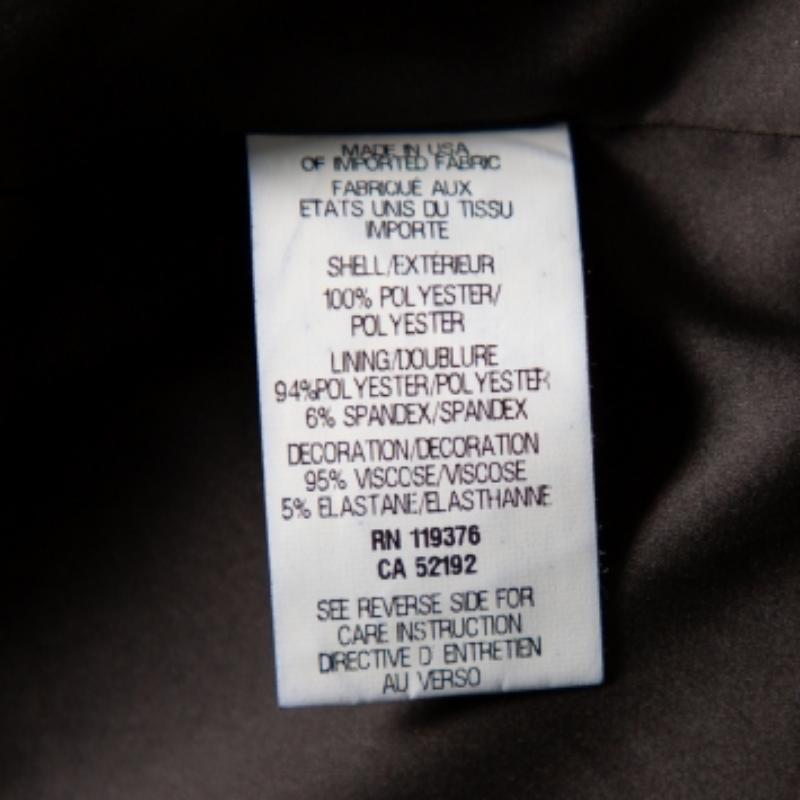 MADE IN USA
OF IMPORTED FABRIC
FABRIQUÉ AUX
ETATS UNIS DU TISSU
IMPORTE
SHELL/EXTÉRIEUR
100% POLYESTER/
POLYESTER
LINING/DOUBLURE
94%POLYESTER/POLYESTER
6% SPANDEX/SPANDEX
DECORATION/DECORATION
95% VISCOSE/VISCOSE
5% ELASTANE/ELASTHANNE
RN 119376
CA 52192
SEE REVERSE SIDE FOR
CARE INSTRUCTION
DIRECTIVE D' ENTRETIEN
AU VERSO